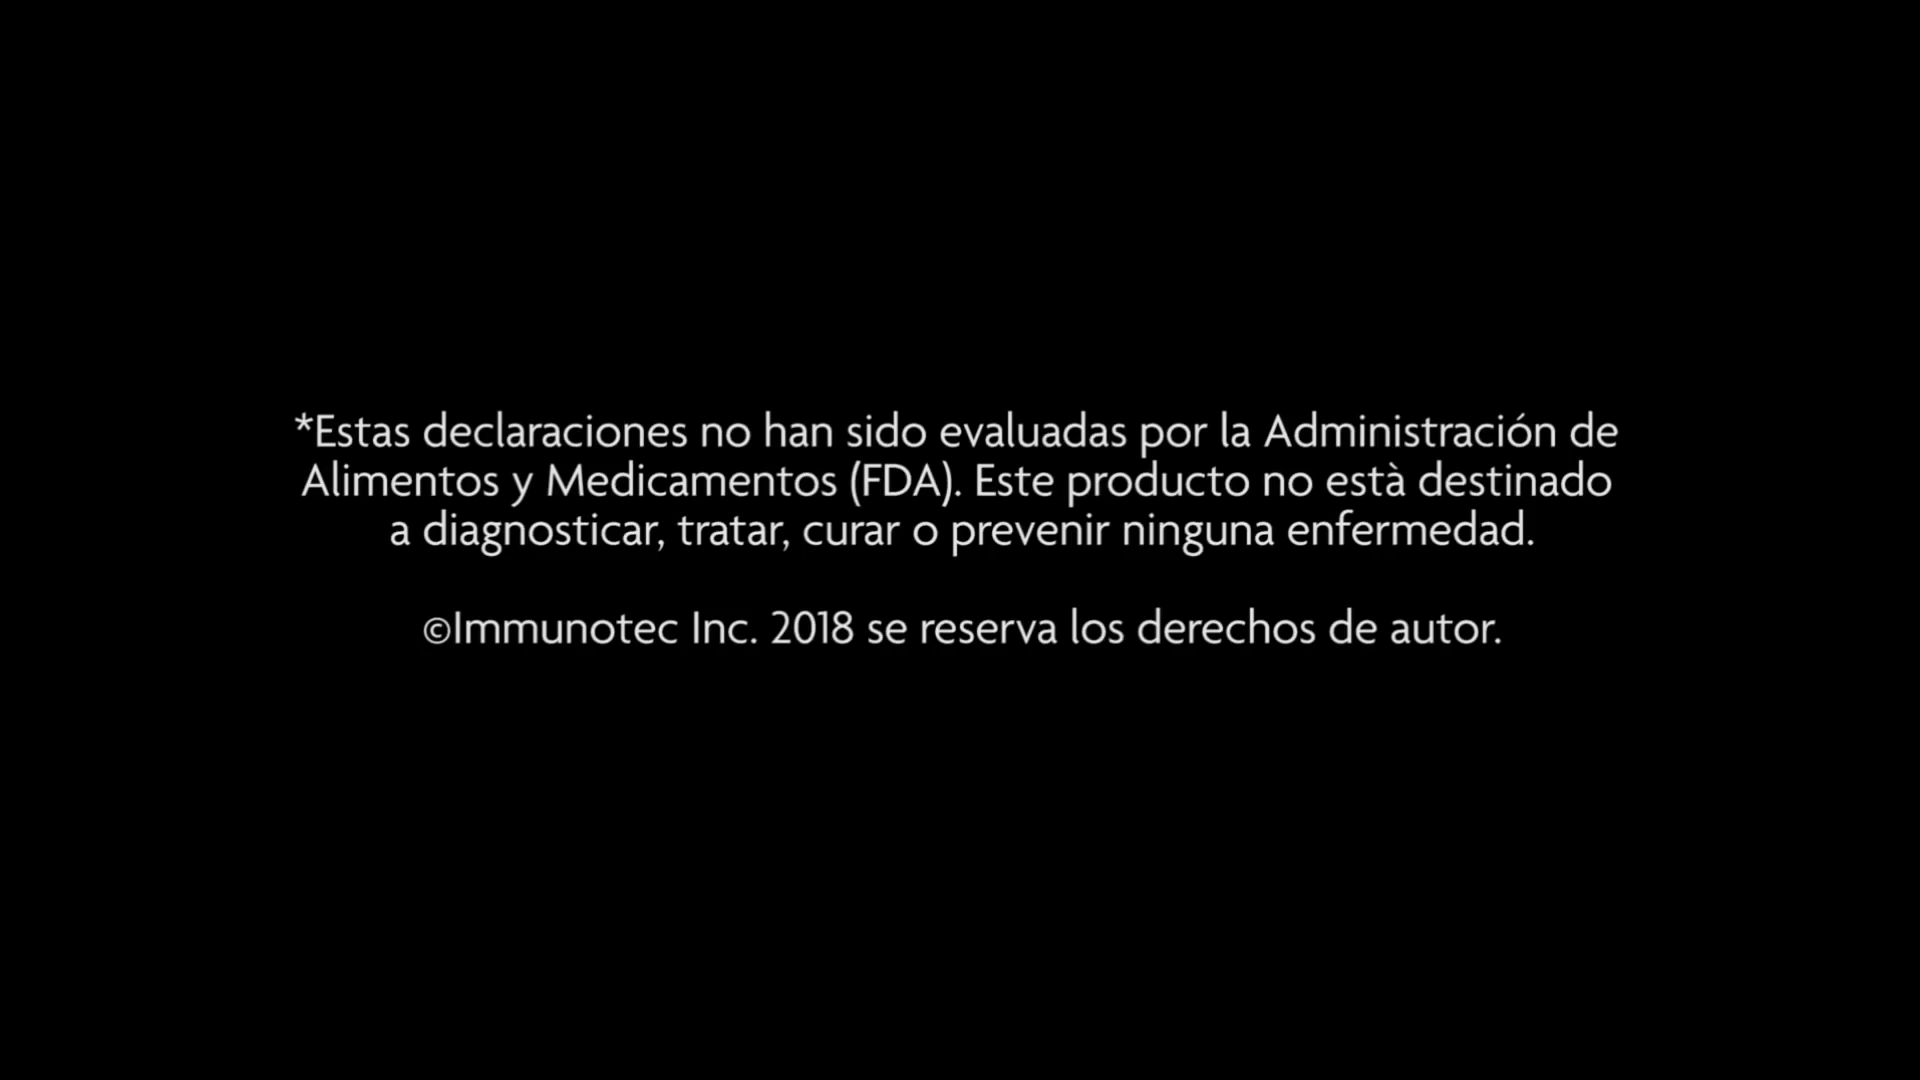 *Estas declaraciones no han sido evaluadas por la Administración de
Alimentos y Medicamentos (FDA). Este producto no està destinado
a diagnosticar, tratar, curar o prevenir ninguna enfermedad.
©Immunotec Inc. 2018 se reserva los derechos de autor.